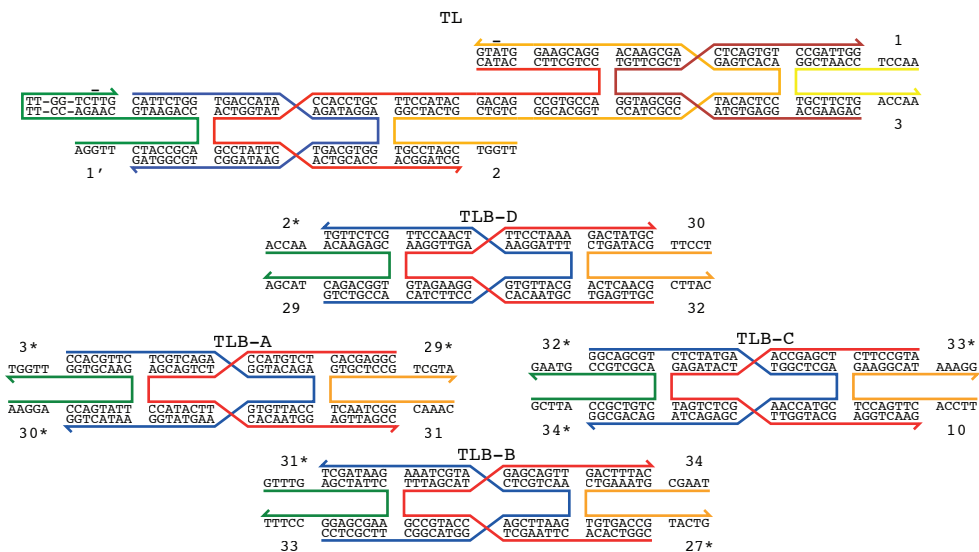 TL
1
GTATG GAAGCAGG ACAAGCGA CTCAGTGT CCGATTGG
CATAC CTTCGTCC TGTTCGCT GAGTCACA GGCTAACC TCCAA
TT-GG-TCTTG CATTCTGG TGACCATA CCACCTGC TTCCATAC GACAG CCGTGCCA GGTAGCGG TACACTCC TGCTTCTG ACCAA
TT-CC-AGAAC GTAAGACC ACTGGTAT AGATAGGA GGCTACTG CTGTC GGCACGGT CCATCGCC ATGTGAGG ACGAAGAC
3
AGGTT CTACCGCA GCCTATTC TGACGTGG TGCCTAGC TGGTT
GATGGCGT CGGATAAG ACTGCACC ACGGATCG
1’ 2
2* TLB-D 30
TGTTCTCG TTCCAACT TTCCTAAA GACTATGC
ACCAA ACAAGAGC AAGGTTGA AAGGATTT CTGATACG TTCCT
AGCAT CAGACGGT GTAGAAGG GTGTTACG ACTCAACG CTTAC
GTCTGCCA CATCTTCC CACAATGC TGAGTTGC
29 32
3* TLB-A 29*
CCACGTTC TCGTCAGA CCATGTCT CACGAGGC
TGGTT GGTGCAAG AGCAGTCT GGTACAGA GTGCTCCG TCGTA
AAGGA CCAGTATT CCATACTT GTGTTACC TCAATCGG CAAAC
GGTCATAA GGTATGAA CACAATGG AGTTAGCC
30* 31
32* TLB-C 33*
GGCAGCGT CTCTATGA ACCGAGCT CTTCCGTA
GAATG CCGTCGCA GAGATACT TGGCTCGA GAAGGCAT AAAGG
GCTTA CCGCTGTC TAGTCTCG AACCATGC TCCAGTTC ACCTT
GGCGACAG ATCAGAGC TTGGTACG AGGTCAAG
34* 10
31* TLB-B 34
TCGATAAG AAATCGTA GAGCAGTT GACTTTAC
GTTTG AGCTATTC TTTAGCAT CTCGTCAA CTGAAATG CGAAT
TTTCC GGAGCGAA GCCGTACC AGCTTAAG TGTGACCG TACTG
CCTCGCTT CGGCATGG TCGAATTC ACACTGGC
33 27*